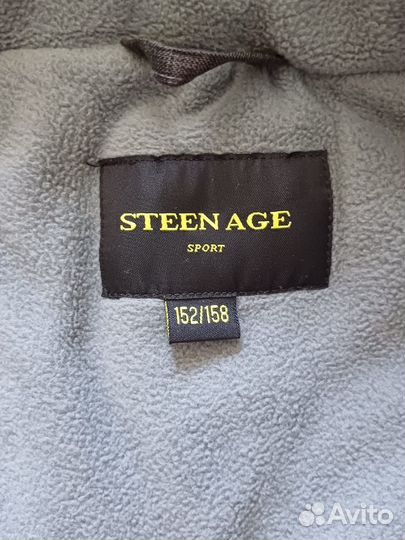 STEEN AGE
SPORT
152/158
Avito